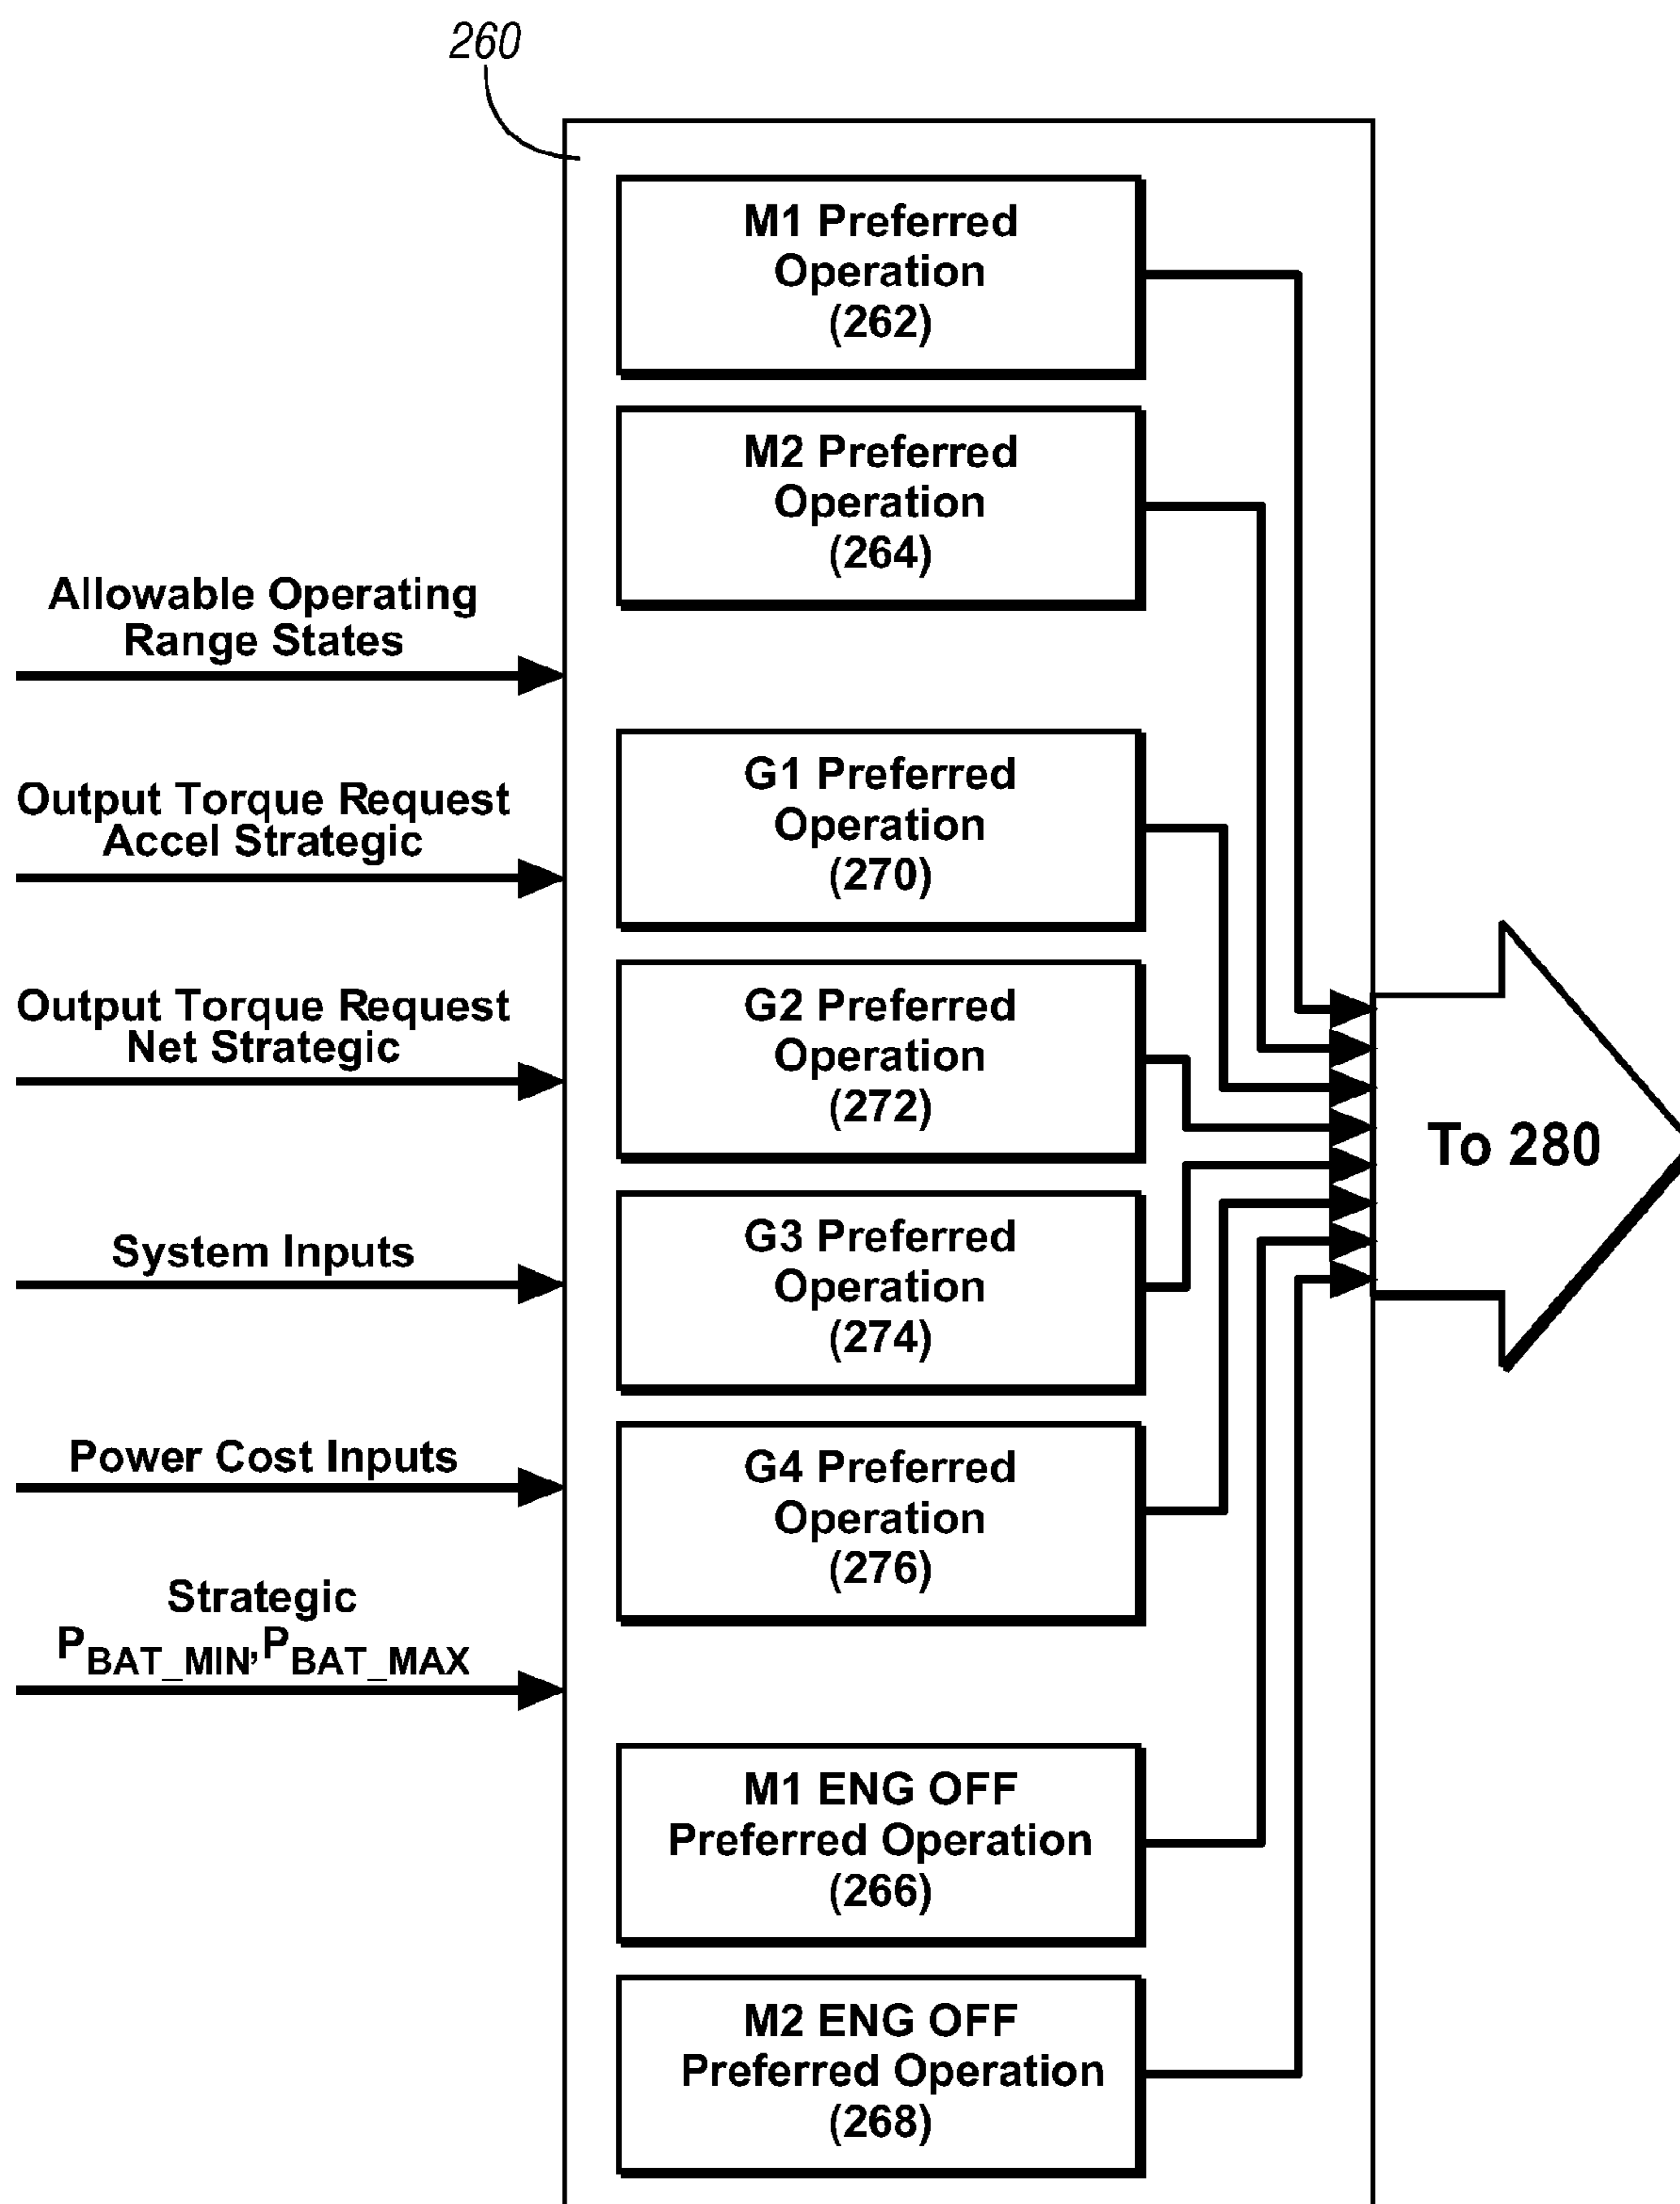 260
M1 Preferred
Operation
(262)
M2 Preferred
Operation
(264)
Allowable Operating
Range States
Output Torque Request
Accel Strategic
Output Torque Request
Net Strategic
System Inputs
Power Cost Inputs
Strategic
PBAT_MIN,PBAT_MAX
G1 Preferred
Operation
(270)
G2 Preferred
Operation
(272)
G3 Preferred
Operation
(274)
G4 Preferred
Operation
(276)
M1 ENG OFF
Preferred Operation
(266)
M2 ENG OFF
Preferred Operation
(268)
To 280